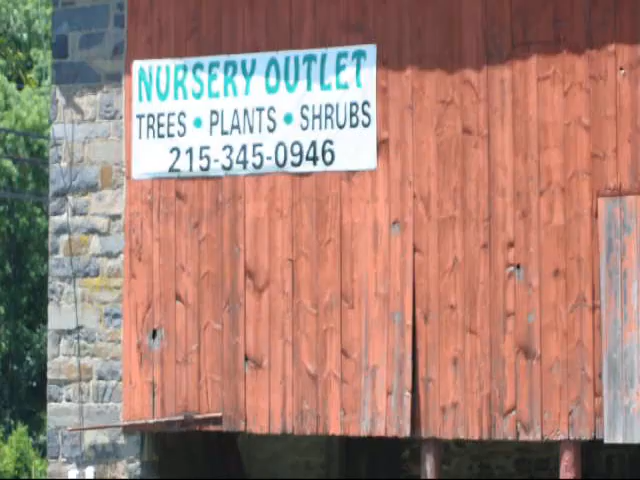 NURSERY OUTLET
TREES • PLANTS • SHRUBS
215-345-0946